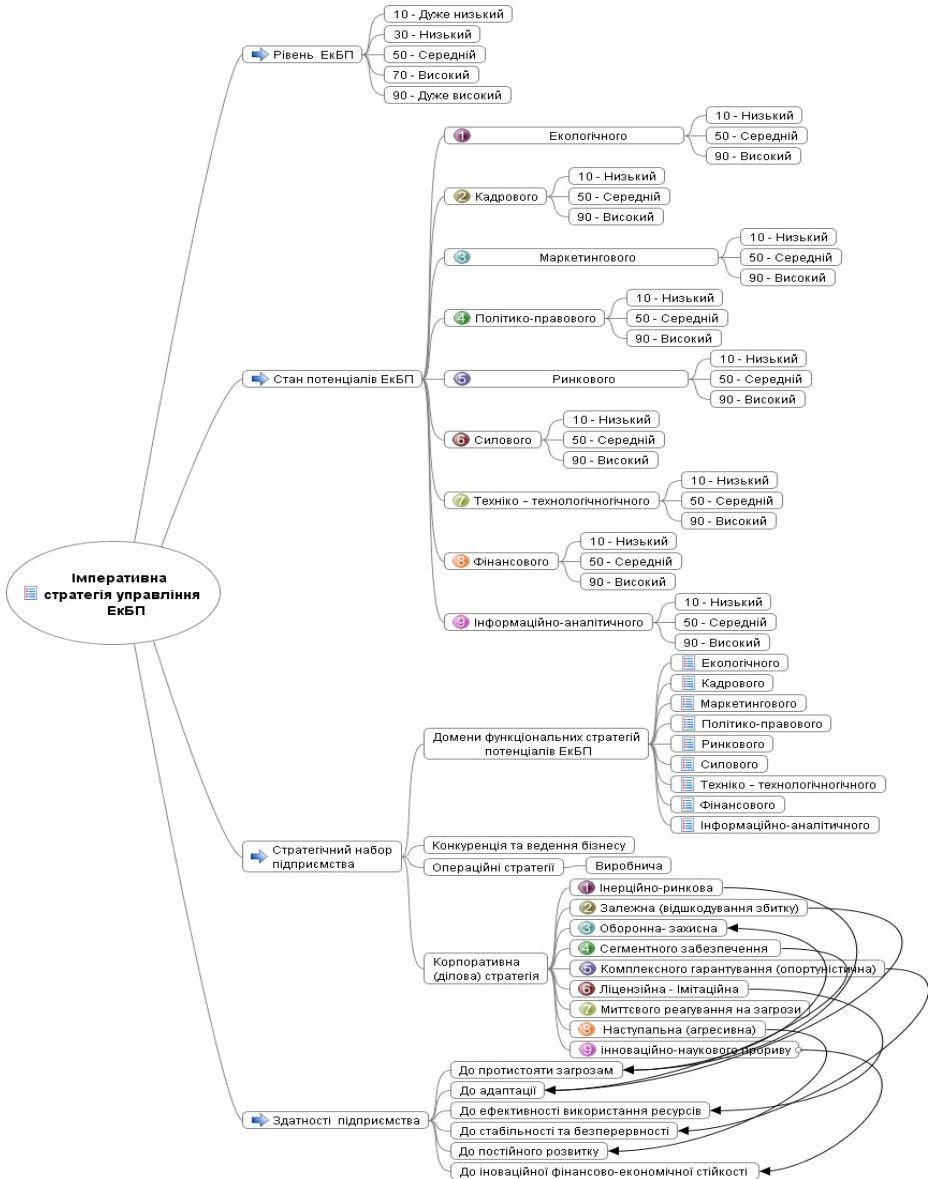 10 - Дуже низький
30 - Низький
Рівень ЕкБП
50 - Середній
70 - Високий
90 - Дуже високий
10 - Низький
1 Екологічного
50 - Середній
90 - Високий
10 - Низький
2 Кадрового
50 - Середній
90 - Високий
10 - Низький
3 Маркетингового
50 - Середній
90 - Високий
10 - Низький
4 Політико-правового
50 - Середній
90 - Високий
Стан потенціалів ЕкБП
10 - Низький
5 Ринкового
50 - Середній
90 - Високий
10 - Низький
6 Силового
50 - Середній
90 - Високий
10 - Низький
7 Техніко - технологічногічного
50 - Середній
90 - Високий
10 - Низький
8 Фінансового
50 - Середній
90 - Високий
10 - Низький
9 Інформаційно-аналітичного
50 - Середній
90 - Високий
Імперативна
стратегія управління
ЕкБП
Домени функціональних стратегій
потенціалів ЕкБП
Екологічного
Кадрового
Маркетингового
Політико-правового
Ринкового
Силового
Техніко - технологічногічного
Фінансового
Інформаційно-аналітичного
Стратегічний набор
підприємства
Конкуренція та ведення бізнесу
Операційні стратегії
Виробнича
Корпоративна
(ділова) стратегія
1 Інерційно-ринкова
2 Залежна (відшкодування збитку)
3 Оборонна- захисна
4 Сегментного забезпечення
5 Комплексного гарантування (опортуністична)
6 Ліцензійна - Імітаційна
7 Миттєвого реагування на загрози
8 Наступальна (агресивна)
9 інноваційно-наукового прориву
Здатності підприємства
До протистояти загрозам
До адаптації
До ефективності використання ресурсів
До стабільності та безперервності
До постійного розвитку
До іноваційної фінансово-економічної стійкості